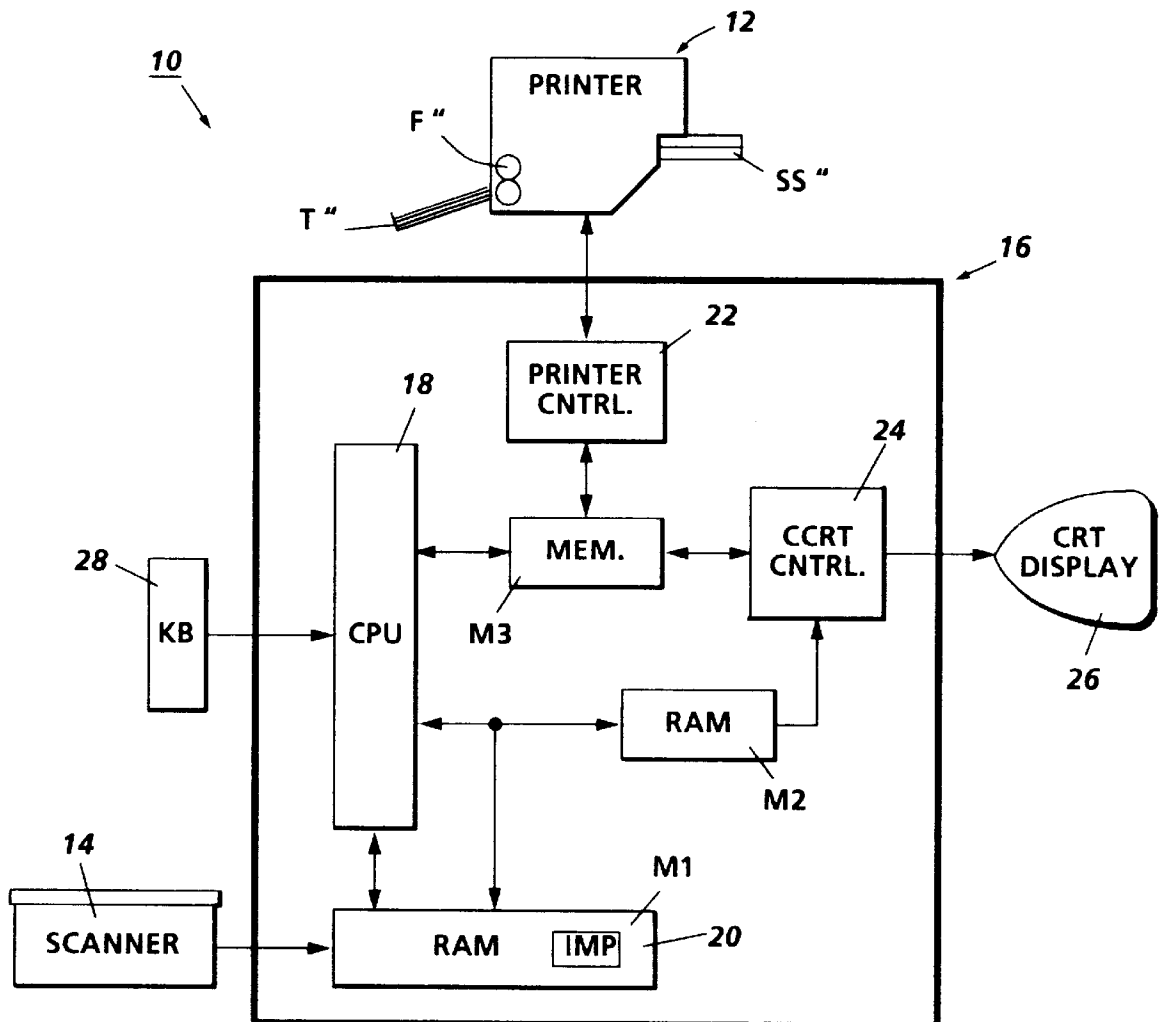 12
10
PRINTER
F"
SS"
T"
16
22
PRINTER
CNTRL.
18
24
MEM.
CCRT
CNTRL.
CRT
DISPLAY
28
KB
CPU
M3
26
RAM
M2
14
M1
SCANNER
RAM
IMP
20